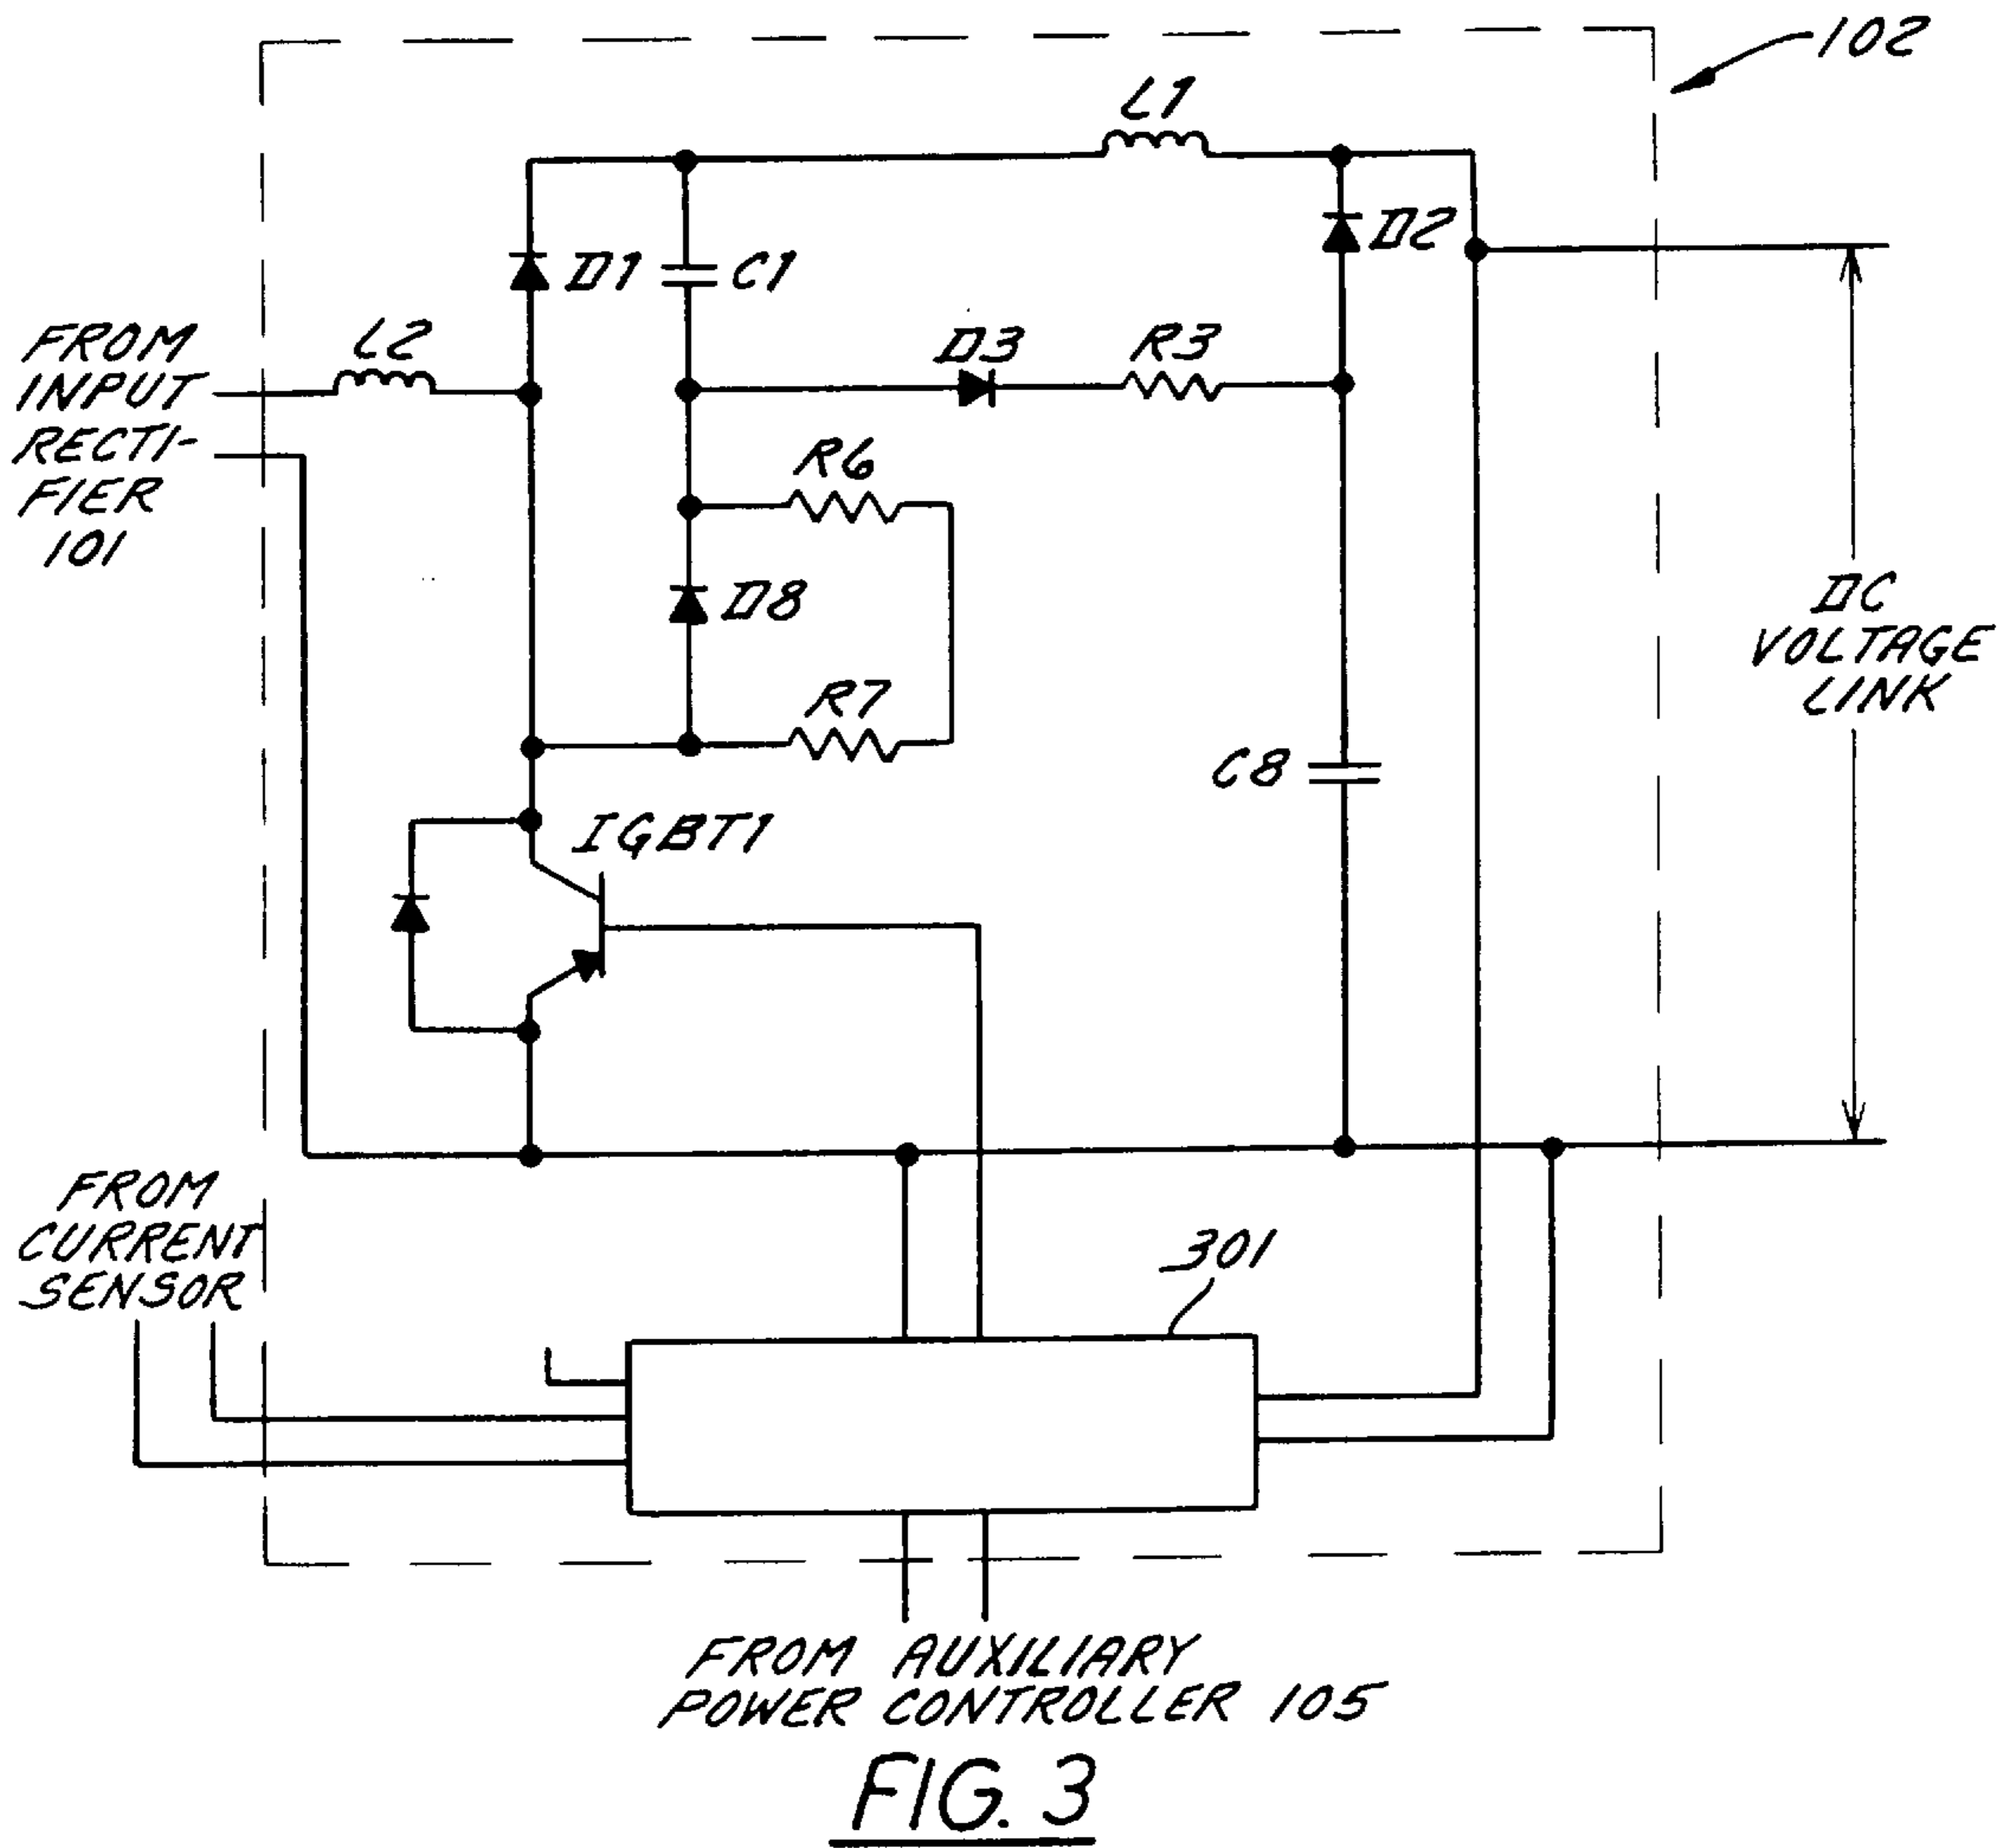 102
L1
D2
D1
C1
L2
D3
R3
FROM
INPUT
RECTI-
FIER
101
R6
D8
R7
DC
VOLTAGE
LINK
C8
IGBT1
FROM
CURRENT
SENSOR
301
FROM AUXILIARY
POWER CONTROLLER 105
FIG. 3